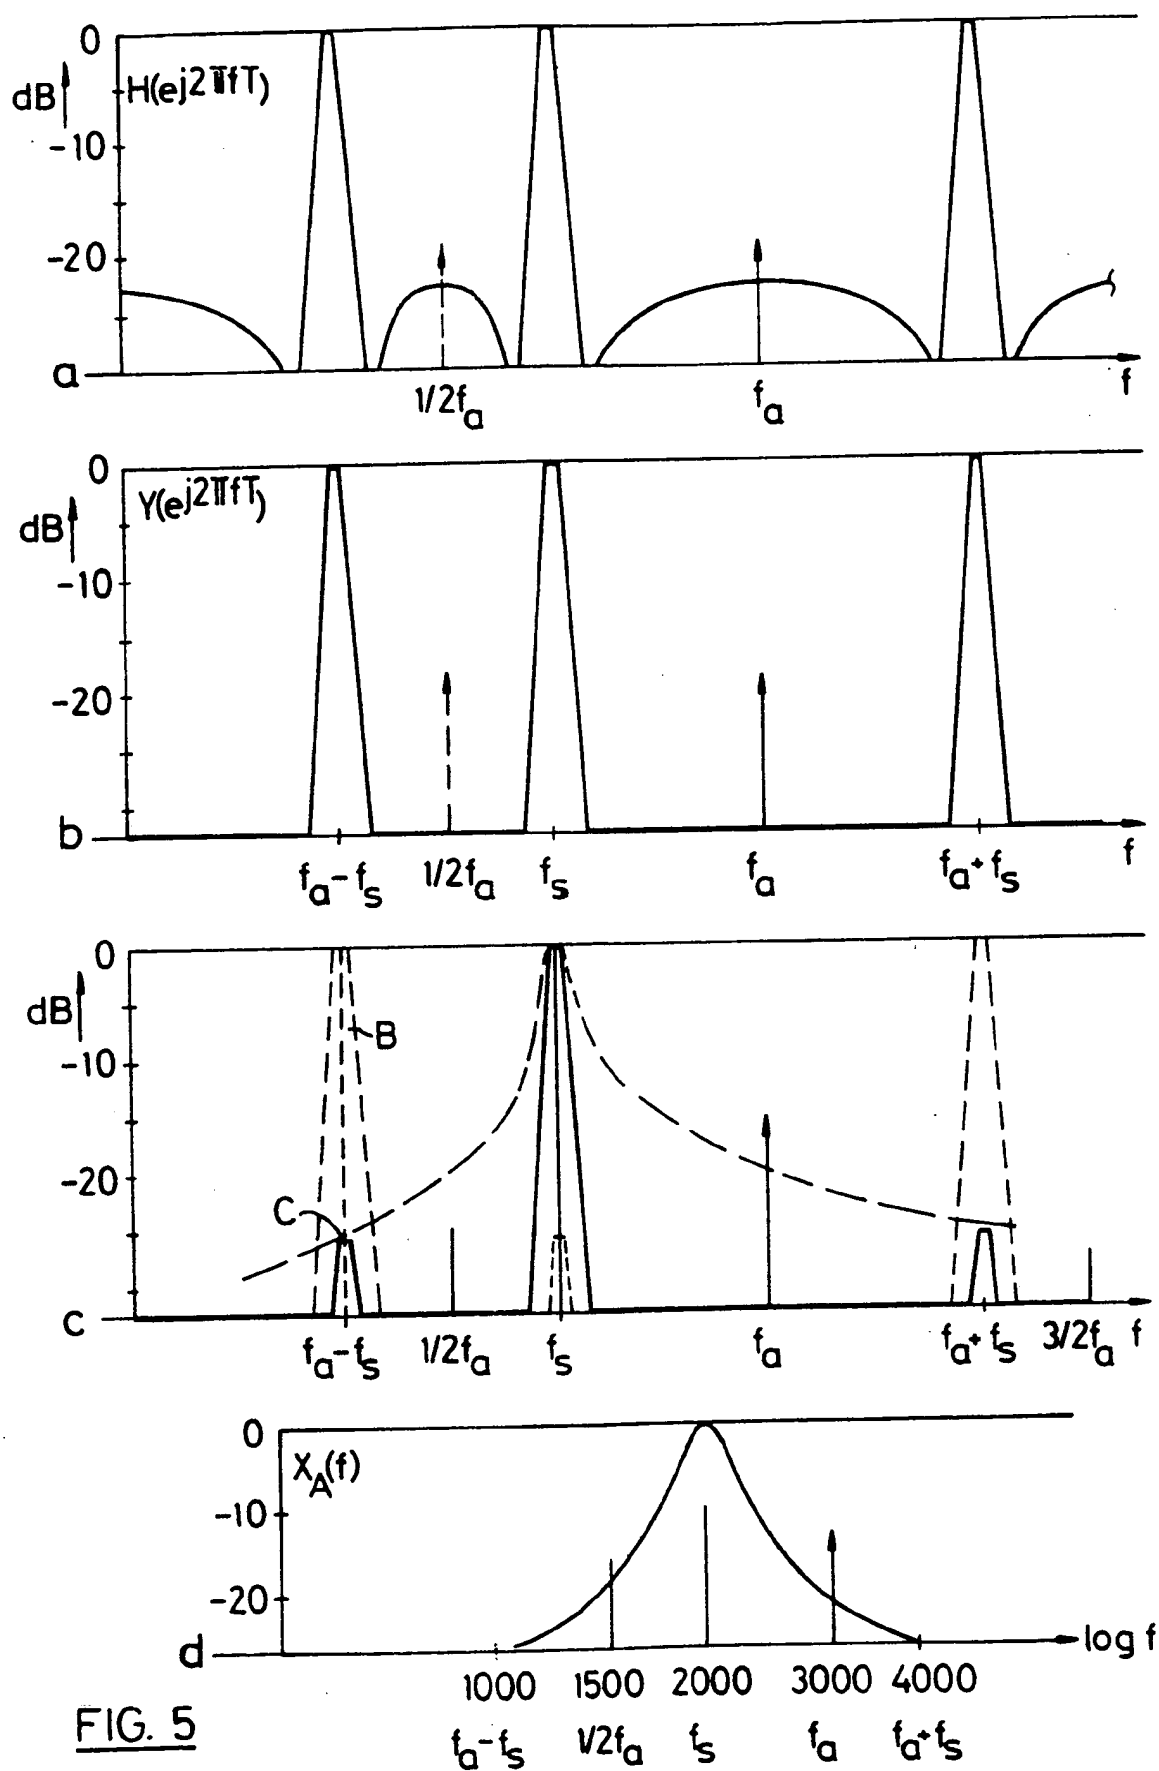 0
dB
H(ej2πfT)
-10
-20
a
1/2fa
fa
f
0
dB
Y(ej2πfT)
-10
-20
b
fa-fs
1/2fa
fs
fa
fa+fs
f
0
dB
B
-10
-20
C
c
fa-fs
1/2fa
fs
fa
fa+fs
3/2fa
f
0
XA(f)
-10
-20
d
log f
1000 1500 2000 3000 4000
fa-fs 1/2fa fs fa fa+fs
FIG. 5